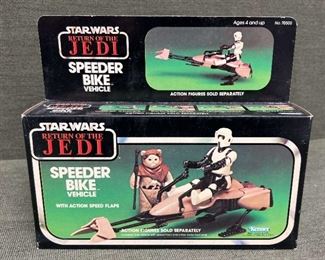 Ages 4 and up No. 70500
STAR WARS
RETURN OF THE
JEDI
SPEEDER
BIKE
VEHICLE
ACTION FIGURES SOLD SEPARATELY
STAR WARS
RETURN OF THE
JEDI
SPEEDER
BIKE
VEHICLE
WITH ACTION SPEED FLAPS
ACTION FIGURES SOLD SEPARATELY
Kenner